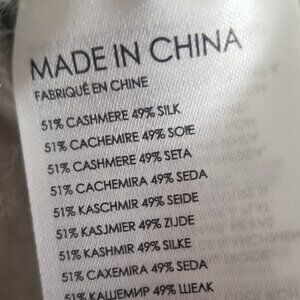 MADE IN CHINA
FABRIQUÉ EN CHINE
51% CASHMERE 49% SILK
51% CACHEMIRE 49% SOIE
51% CASHMERE 49% SETA
51% CACHEMIRA 49% SEDA
51% KASCHMIR 49% SEIDE
51% KASJMIER 49% ZIJDE
51% KASHMIR 49% SILKE
51% CAXEMIRA 49% SEDA
51% КАШЕМИР 49% ШЕЛК